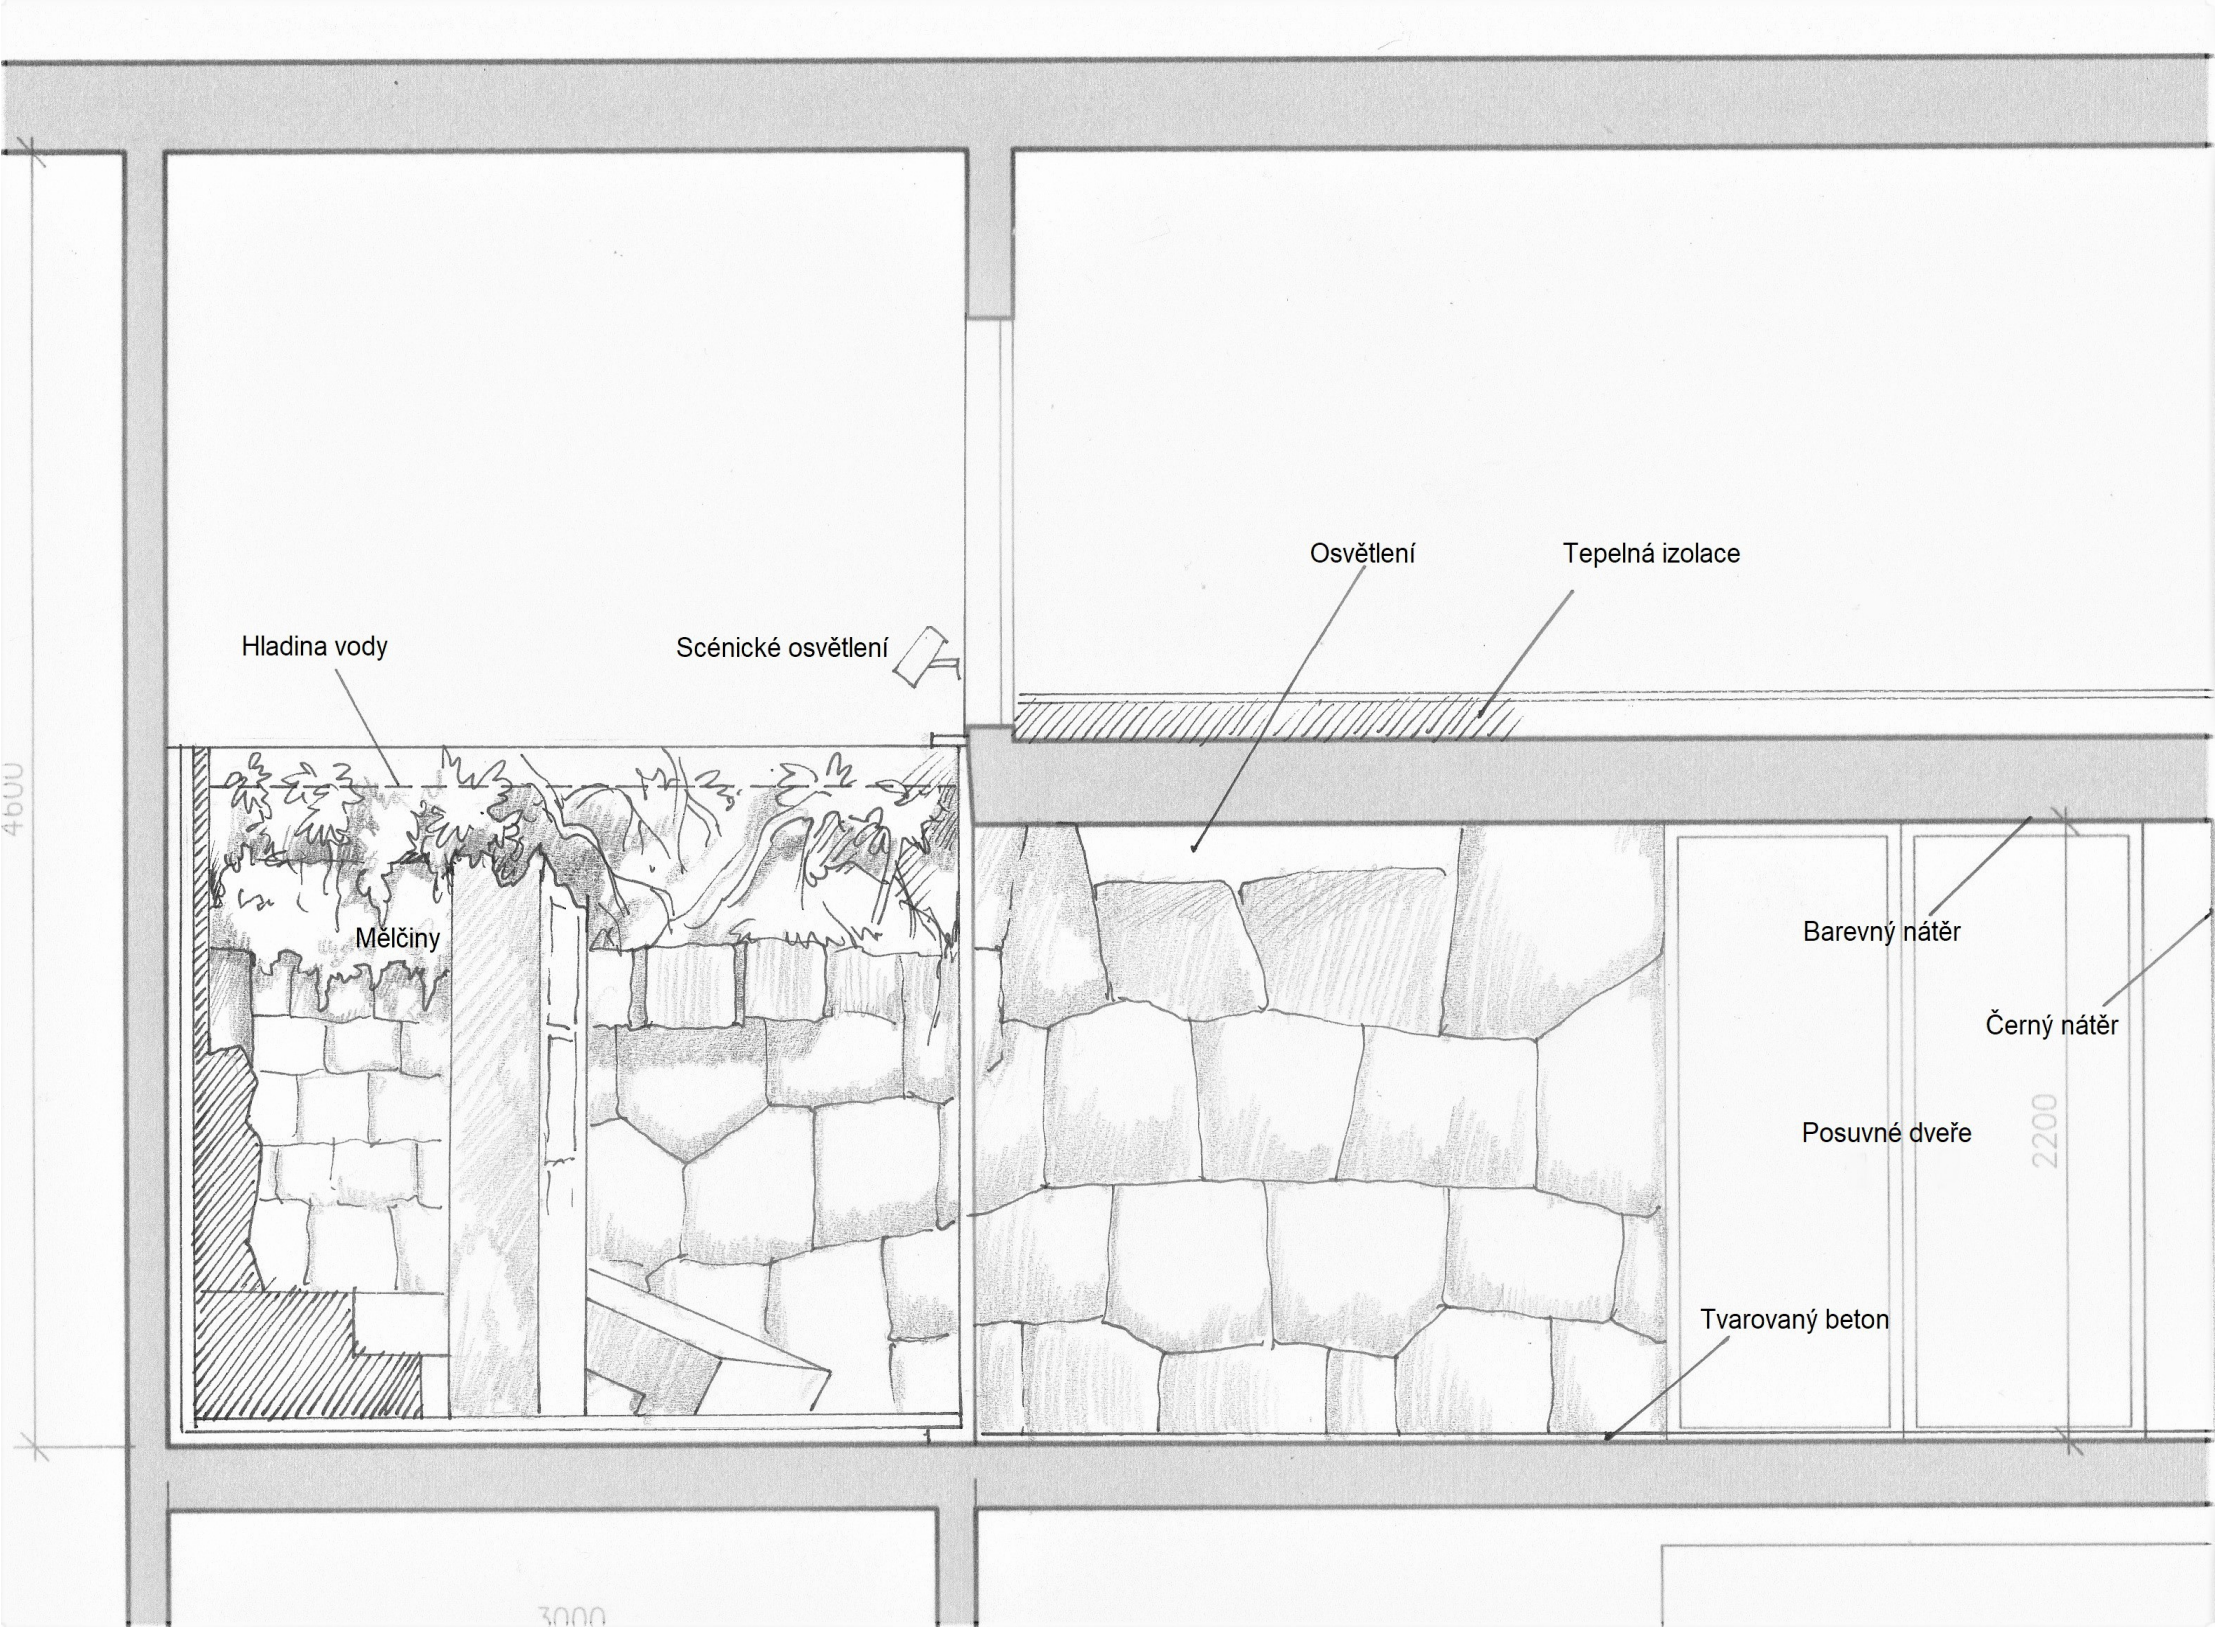 Osvětlení
Tepelná izolace
Hladina vody
Scénické osvětlení
4600
Mělčiny
Barevný nátěr
Černý nátěr
2200
Posuvné dveře
Tvarovaný beton
3000